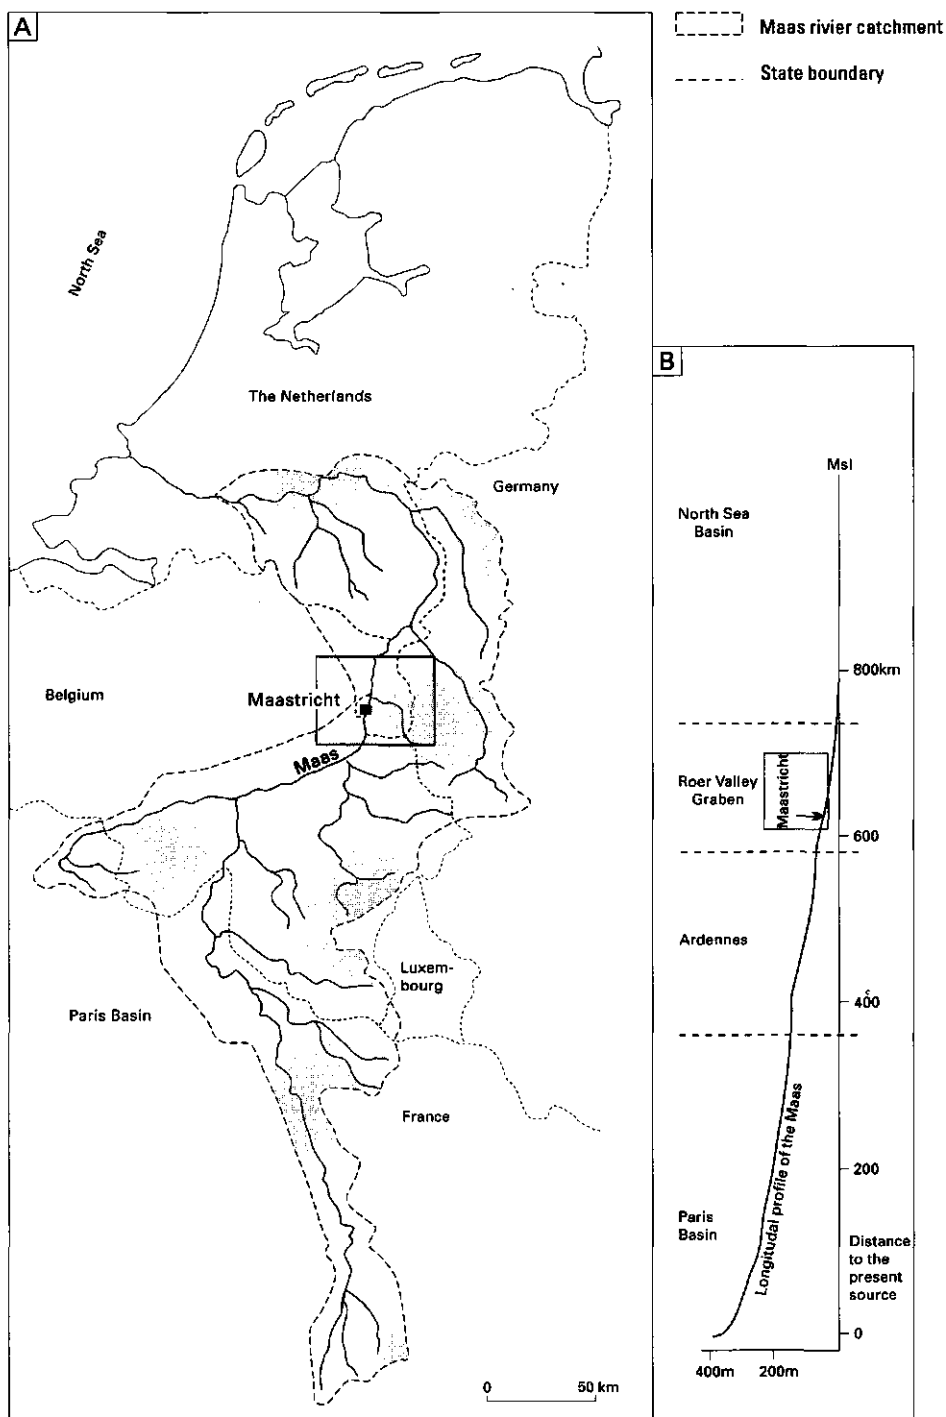 A
Maas rivier catchment
State boundary
North Sea
The Netherlands
Germany
Belgium
Maastricht
Maas
Luxem-
bourg
Paris Basin
France
0 50 km
B
Msl
North Sea
Basin
800km
Roer Valley
Graben
Maastricht
600
Ardennes
400
Longitudal profile of the Maas
200
Paris
Basin
Distance
to the
present
source
0
400m 200m